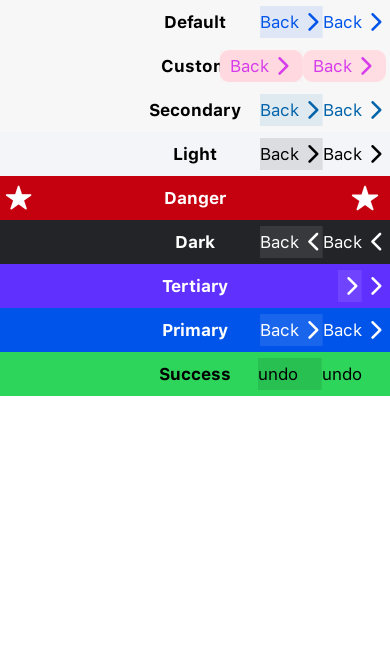 Default Back Back
Custom Back Back
Secondary Back Back
Light Back Back
Danger
Dark Back Back
Tertiary
Primary Back Back
Success undo undo